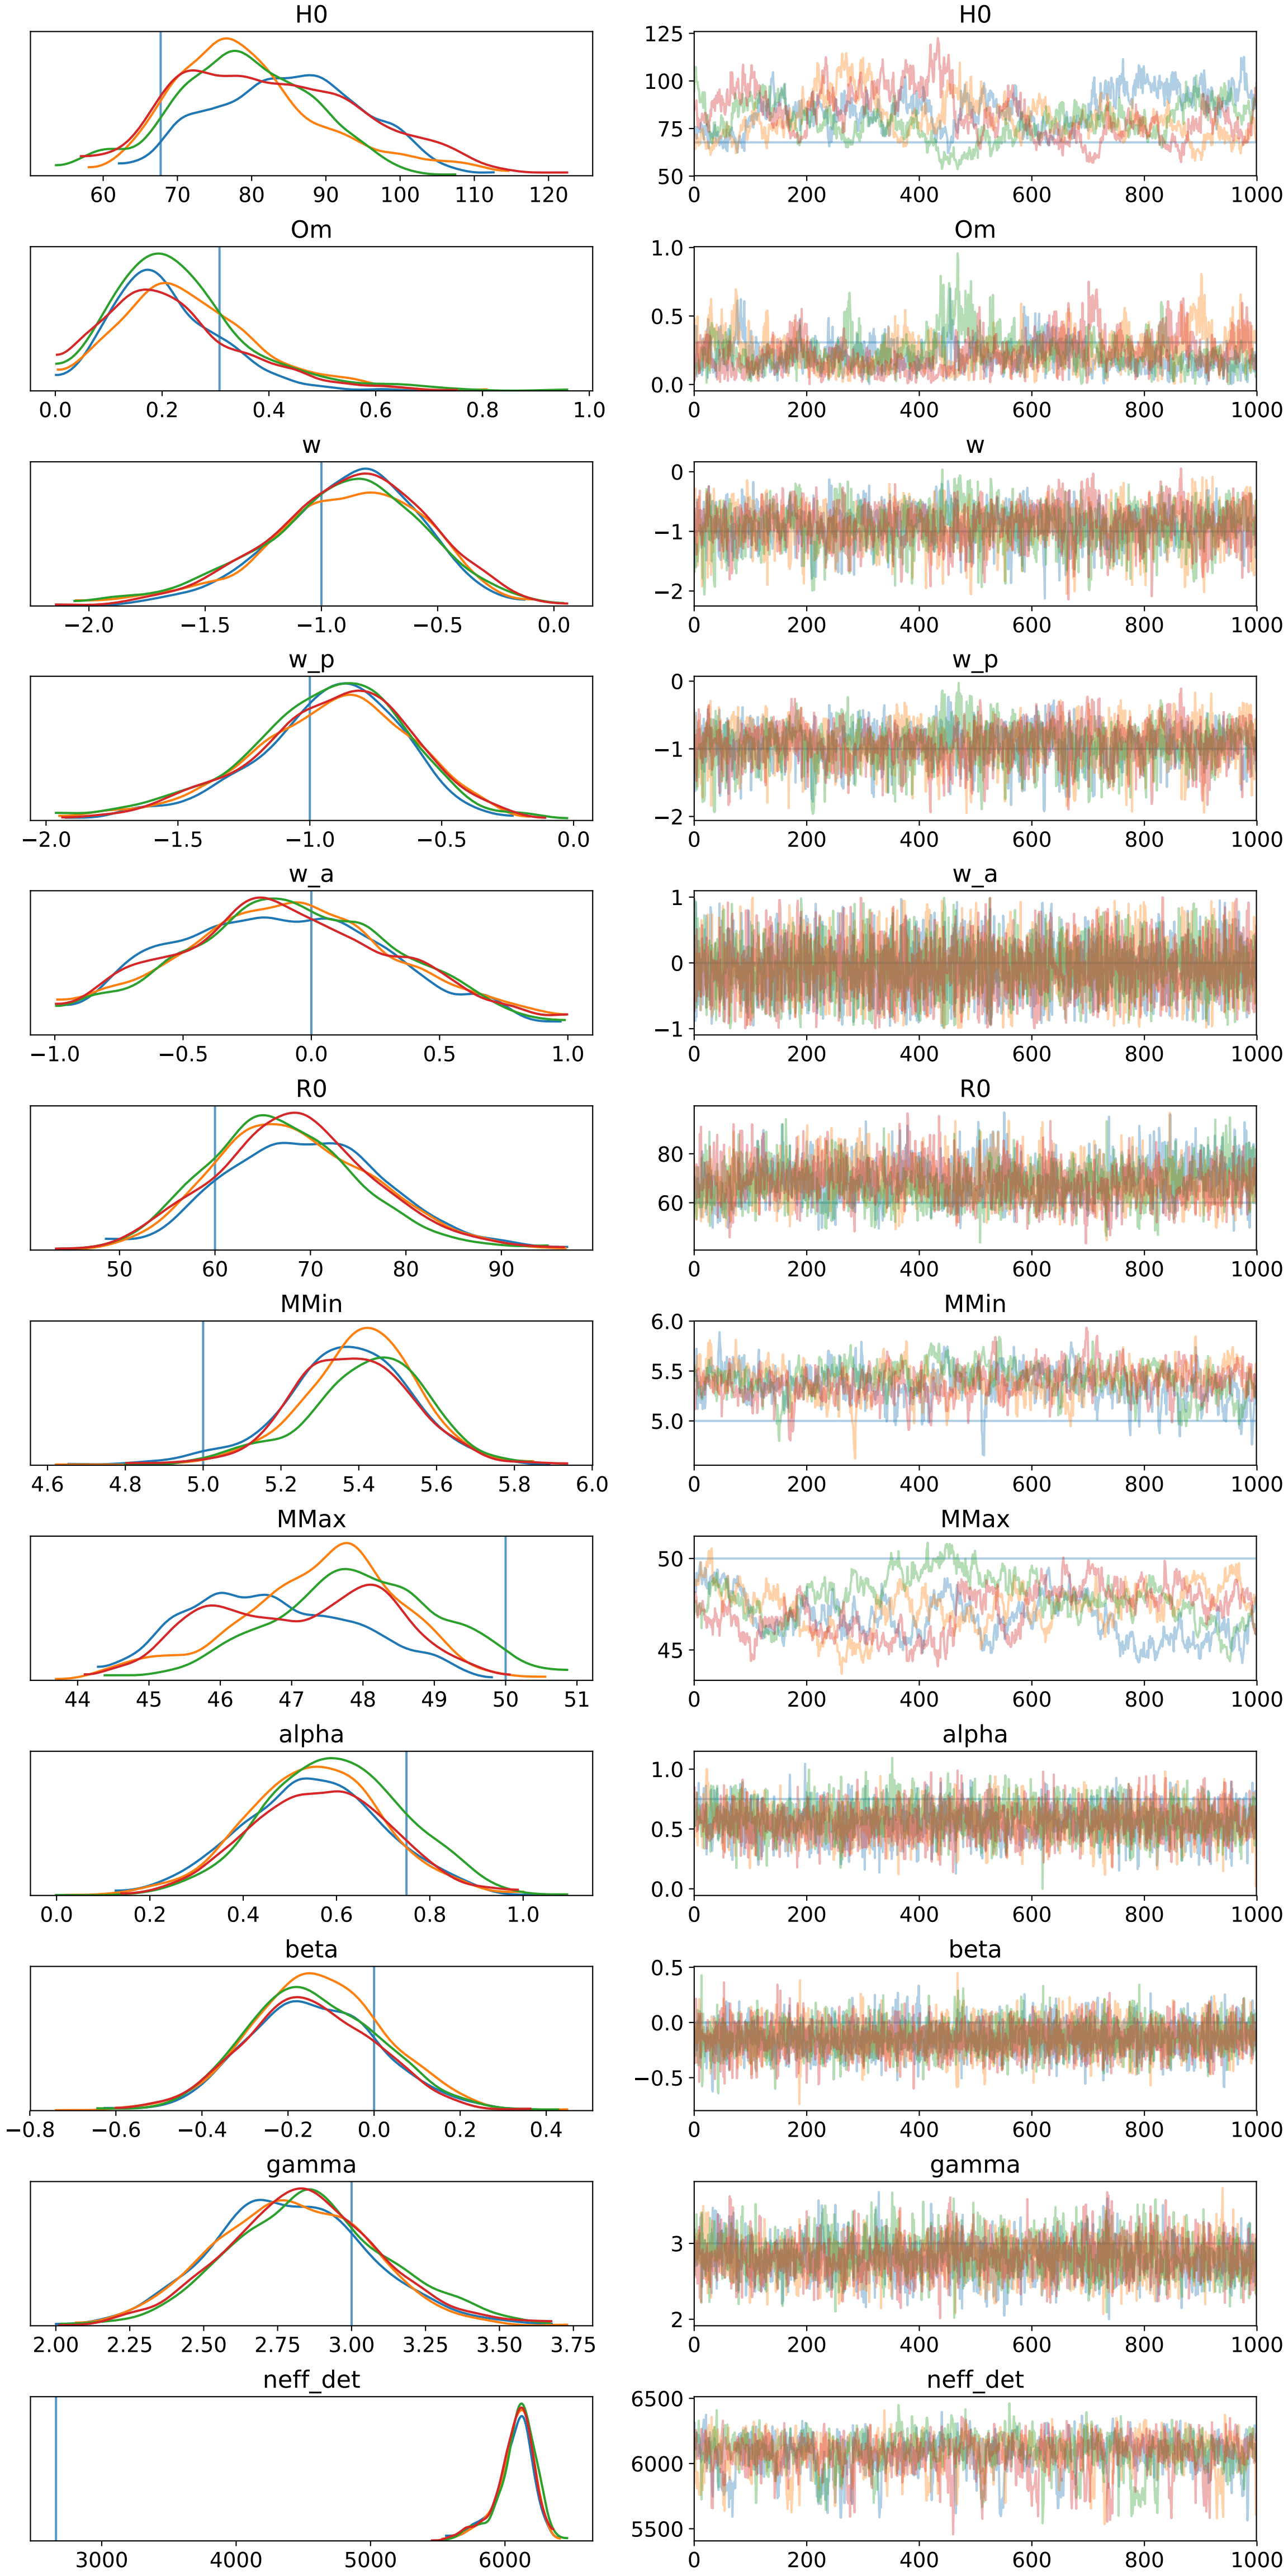 H0 H0
125
100
75
50
60 70 80 90 100 110 120 0 200 400 600 800 1000
Om Om
1.0
0.5
0.0
0.0 0.2 0.4 0.6 0.8 1.0 0 200 400 600 800 1000
w w
0
−1
−2
−2.0 −1.5 −1.0 −0.5 0.0 0 200 400 600 800 1000
w_p w_p
0
−1
−2
−2.0 −1.5 −1.0 −0.5 0.0 0 200 400 600 800 1000
w_a w_a
1
0
−1
−1.0 −0.5 0.0 0.5 1.0 0 200 400 600 800 1000
R0 R0
80
60
50 60 70 80 90 0 200 400 600 800 1000
MMin MMin
6.0
5.5
5.0
4.6 4.8 5.0 5.2 5.4 5.6 5.8 6.0 0 200 400 600 800 1000
MMax MMax
50
45
44 45 46 47 48 49 50 51 0 200 400 600 800 1000
alpha alpha
1.0
0.5
0.0
0.0 0.2 0.4 0.6 0.8 1.0 0 200 400 600 800 1000
beta beta
0.5
0.0
−0.5
−0.8 −0.6 −0.4 −0.2 0.0 0.2 0.4 0 200 400 600 800 1000
gamma gamma
3
2
2.00 2.25 2.50 2.75 3.00 3.25 3.50 3.75 0 200 400 600 800 1000
neff_det neff_det
6500
6000
5500
3000 4000 5000 6000 0 200 400 600 800 1000